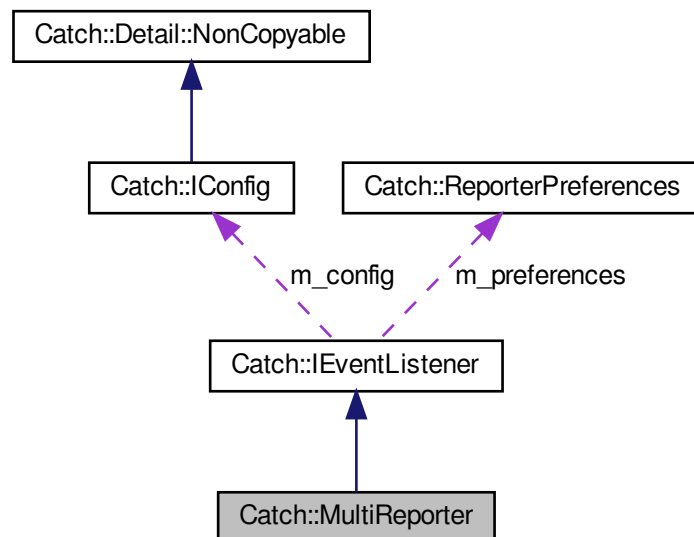 Catch::Detail::NonCopyable
Catch::IConfig
Catch::ReporterPreferences
m_config
m_preferences
Catch::IEventListener
Catch::MultiReporter